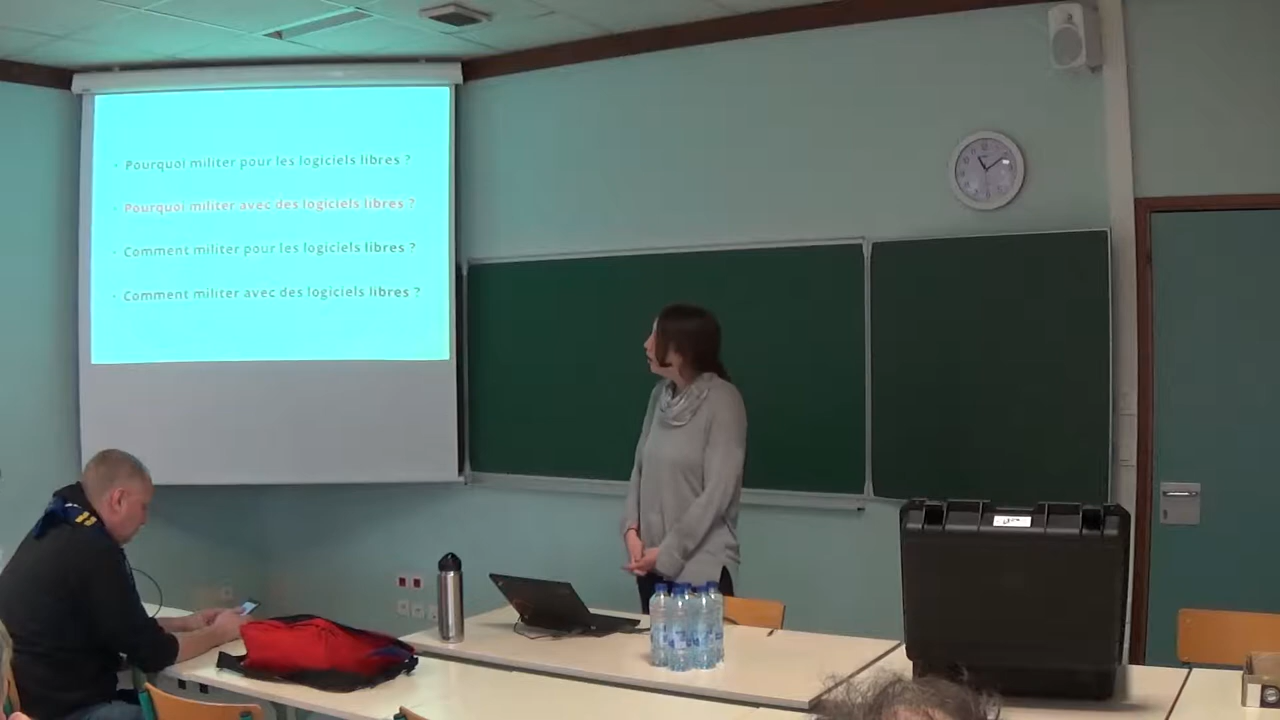 Pourquoi militer pour les logiciels libres ?
Pourquoi militer avec des logiciels libres ?
Comment militer pour les logiciels libres ?
Comment militer avec des logiciels libres ?